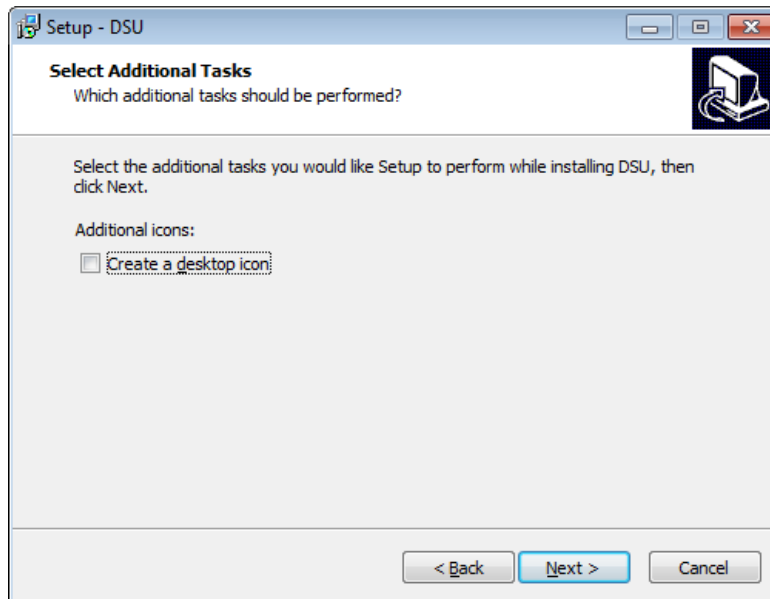 Setup - DSU
Select Additional Tasks
Which additional tasks should be performed?
Select the additional tasks you would like Setup to perform while installing DSU, then
click Next.
Additional icons:
Create a desktop icon
< Back
Next >
Cancel